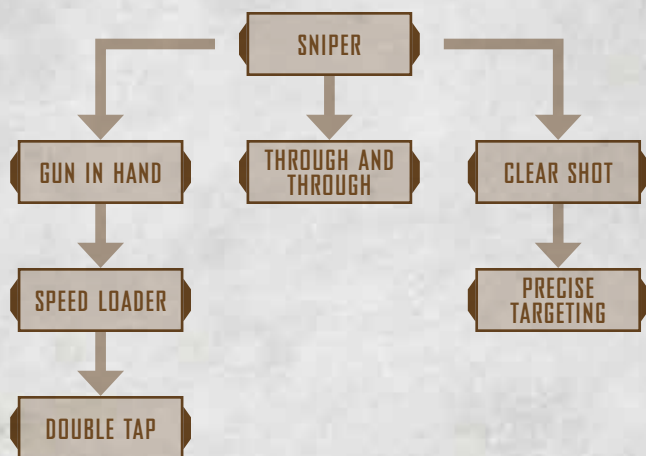 SNIPER
GUN IN HAND
THROUGH AND
THROUGH
CLEAR SHOT
SPEED LOADER
PRECISE
TARGETING
DOUBLE TAP